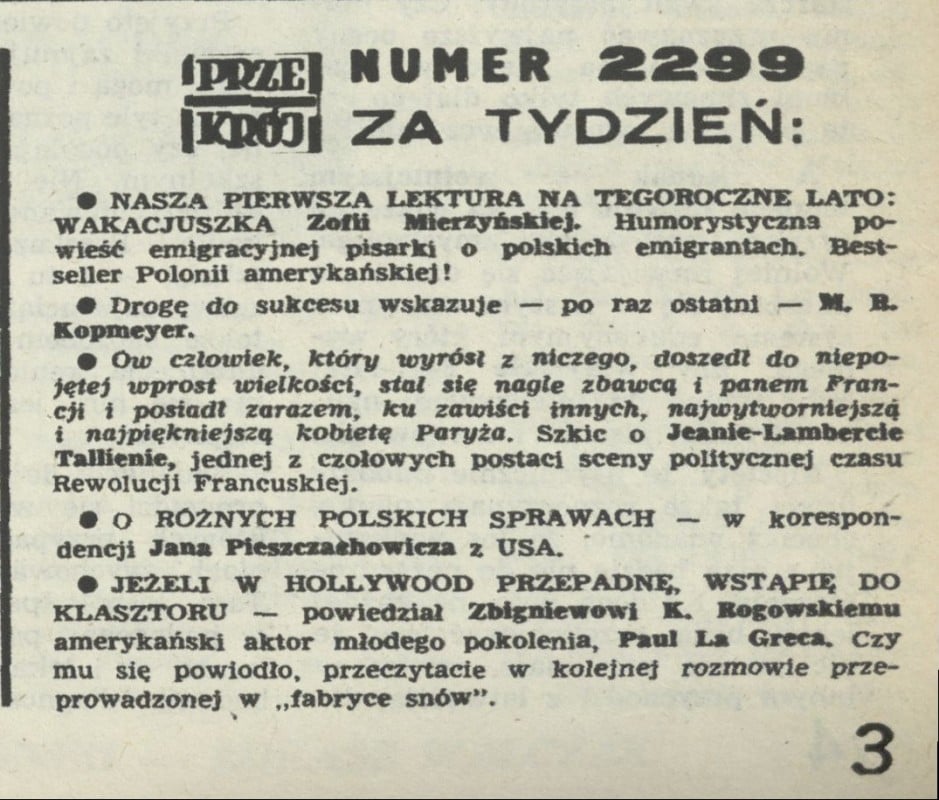 PRZE
KRÓJ
NUMER 2299
ZA TYDZIEŃ:
● NASZA PIERWSZA LEKTURA NA TEGOROCZNE LATO:
WAKACJUSZKA Zofii Mierzyńskiej. Humorystyczna po-
wieść emigracyjnej pisarki o polskich emigrantach. Best-
seller Polonii amerykańskiej!
● Drogę do sukcesu wskazuje — po raz ostatni — M. R.
Kopmeyer.
● Ów człowiek, który wyrósł z niczego, doszedł do niepo-
jętej wprost wielkości, stał się nagle zbawcą i panem Fran-
cji i posiadł zarazem, ku zawiści innych, najwytworniejszą
i najpiękniejszą kobietę Paryża. Szkic o Jeanie-Lambercie
Tallienie, jednej z czołowych postaci sceny politycznej czasu
Rewolucji Francuskiej.
● O RÓŻNYCH POLSKICH SPRAWACH — w korespon-
dencji Jana Pieszczachowicza z USA.
● JEŻELI W HOLLYWOOD PRZEPADNĘ, WSTĄPIĘ DO
KLASZTORU — powiedział Zbigniewowi K. Rogowskiemu
amerykański aktor młodego pokolenia, Paul La Greca. Czy
mu się powiodło, przeczytacie w kolejnej rozmowie prze-
prowadzonej w „fabryce snów”.
3